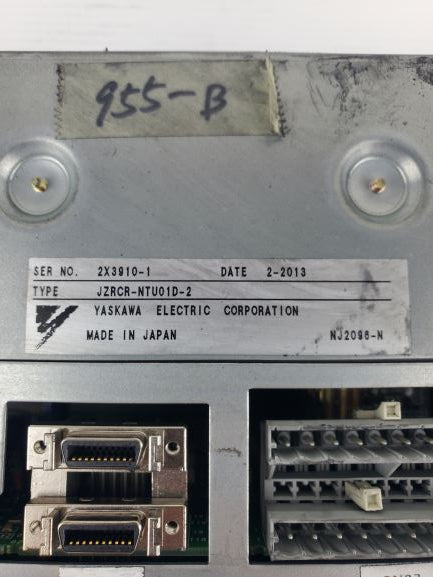 955-B
SER NO. 2X3910-1 DATE 2-2013
TYPE JZRCR-NTU01D-2
YASKAWA ELECTRIC CORPORATION
MADE IN JAPAN NJ2096-N